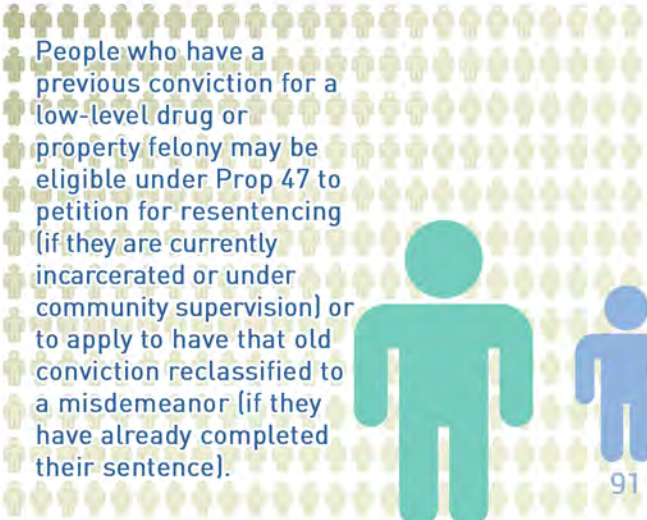 People who have a
previous conviction for a
low-level drug or
property felony may be
eligible under Prop 47 to
petition for resentencing
(if they are currently
incarcerated or under
community supervision) or
to apply to have that old
conviction reclassified to
a misdemeanor (if they
have already completed
their sentence).
91